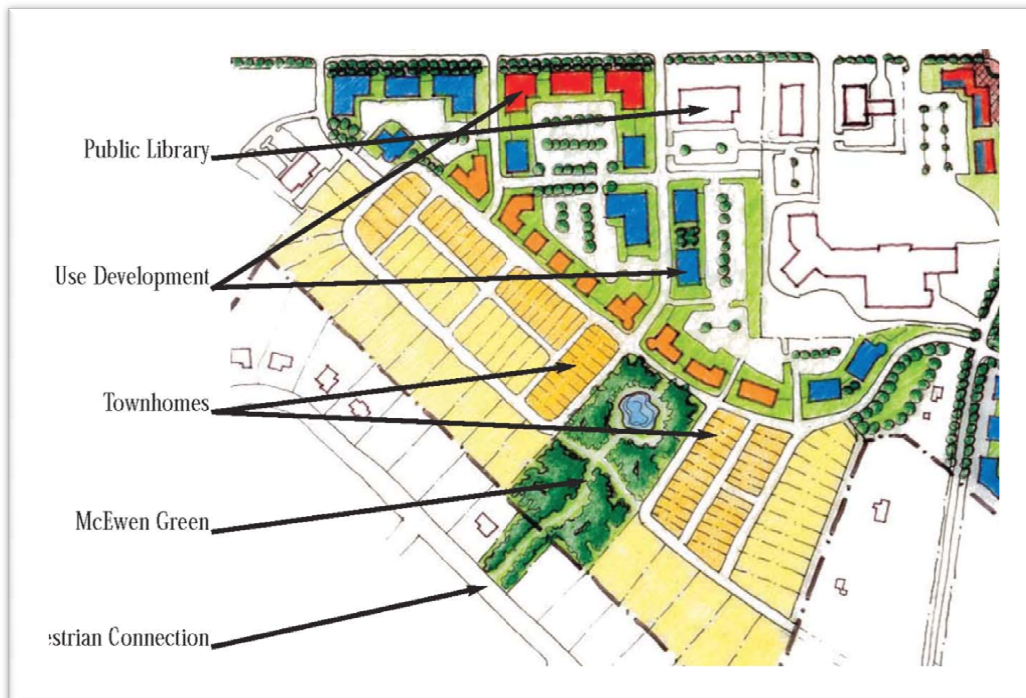 Public Library
Use Development
Townhomes
McEwen Green
estrian Connection